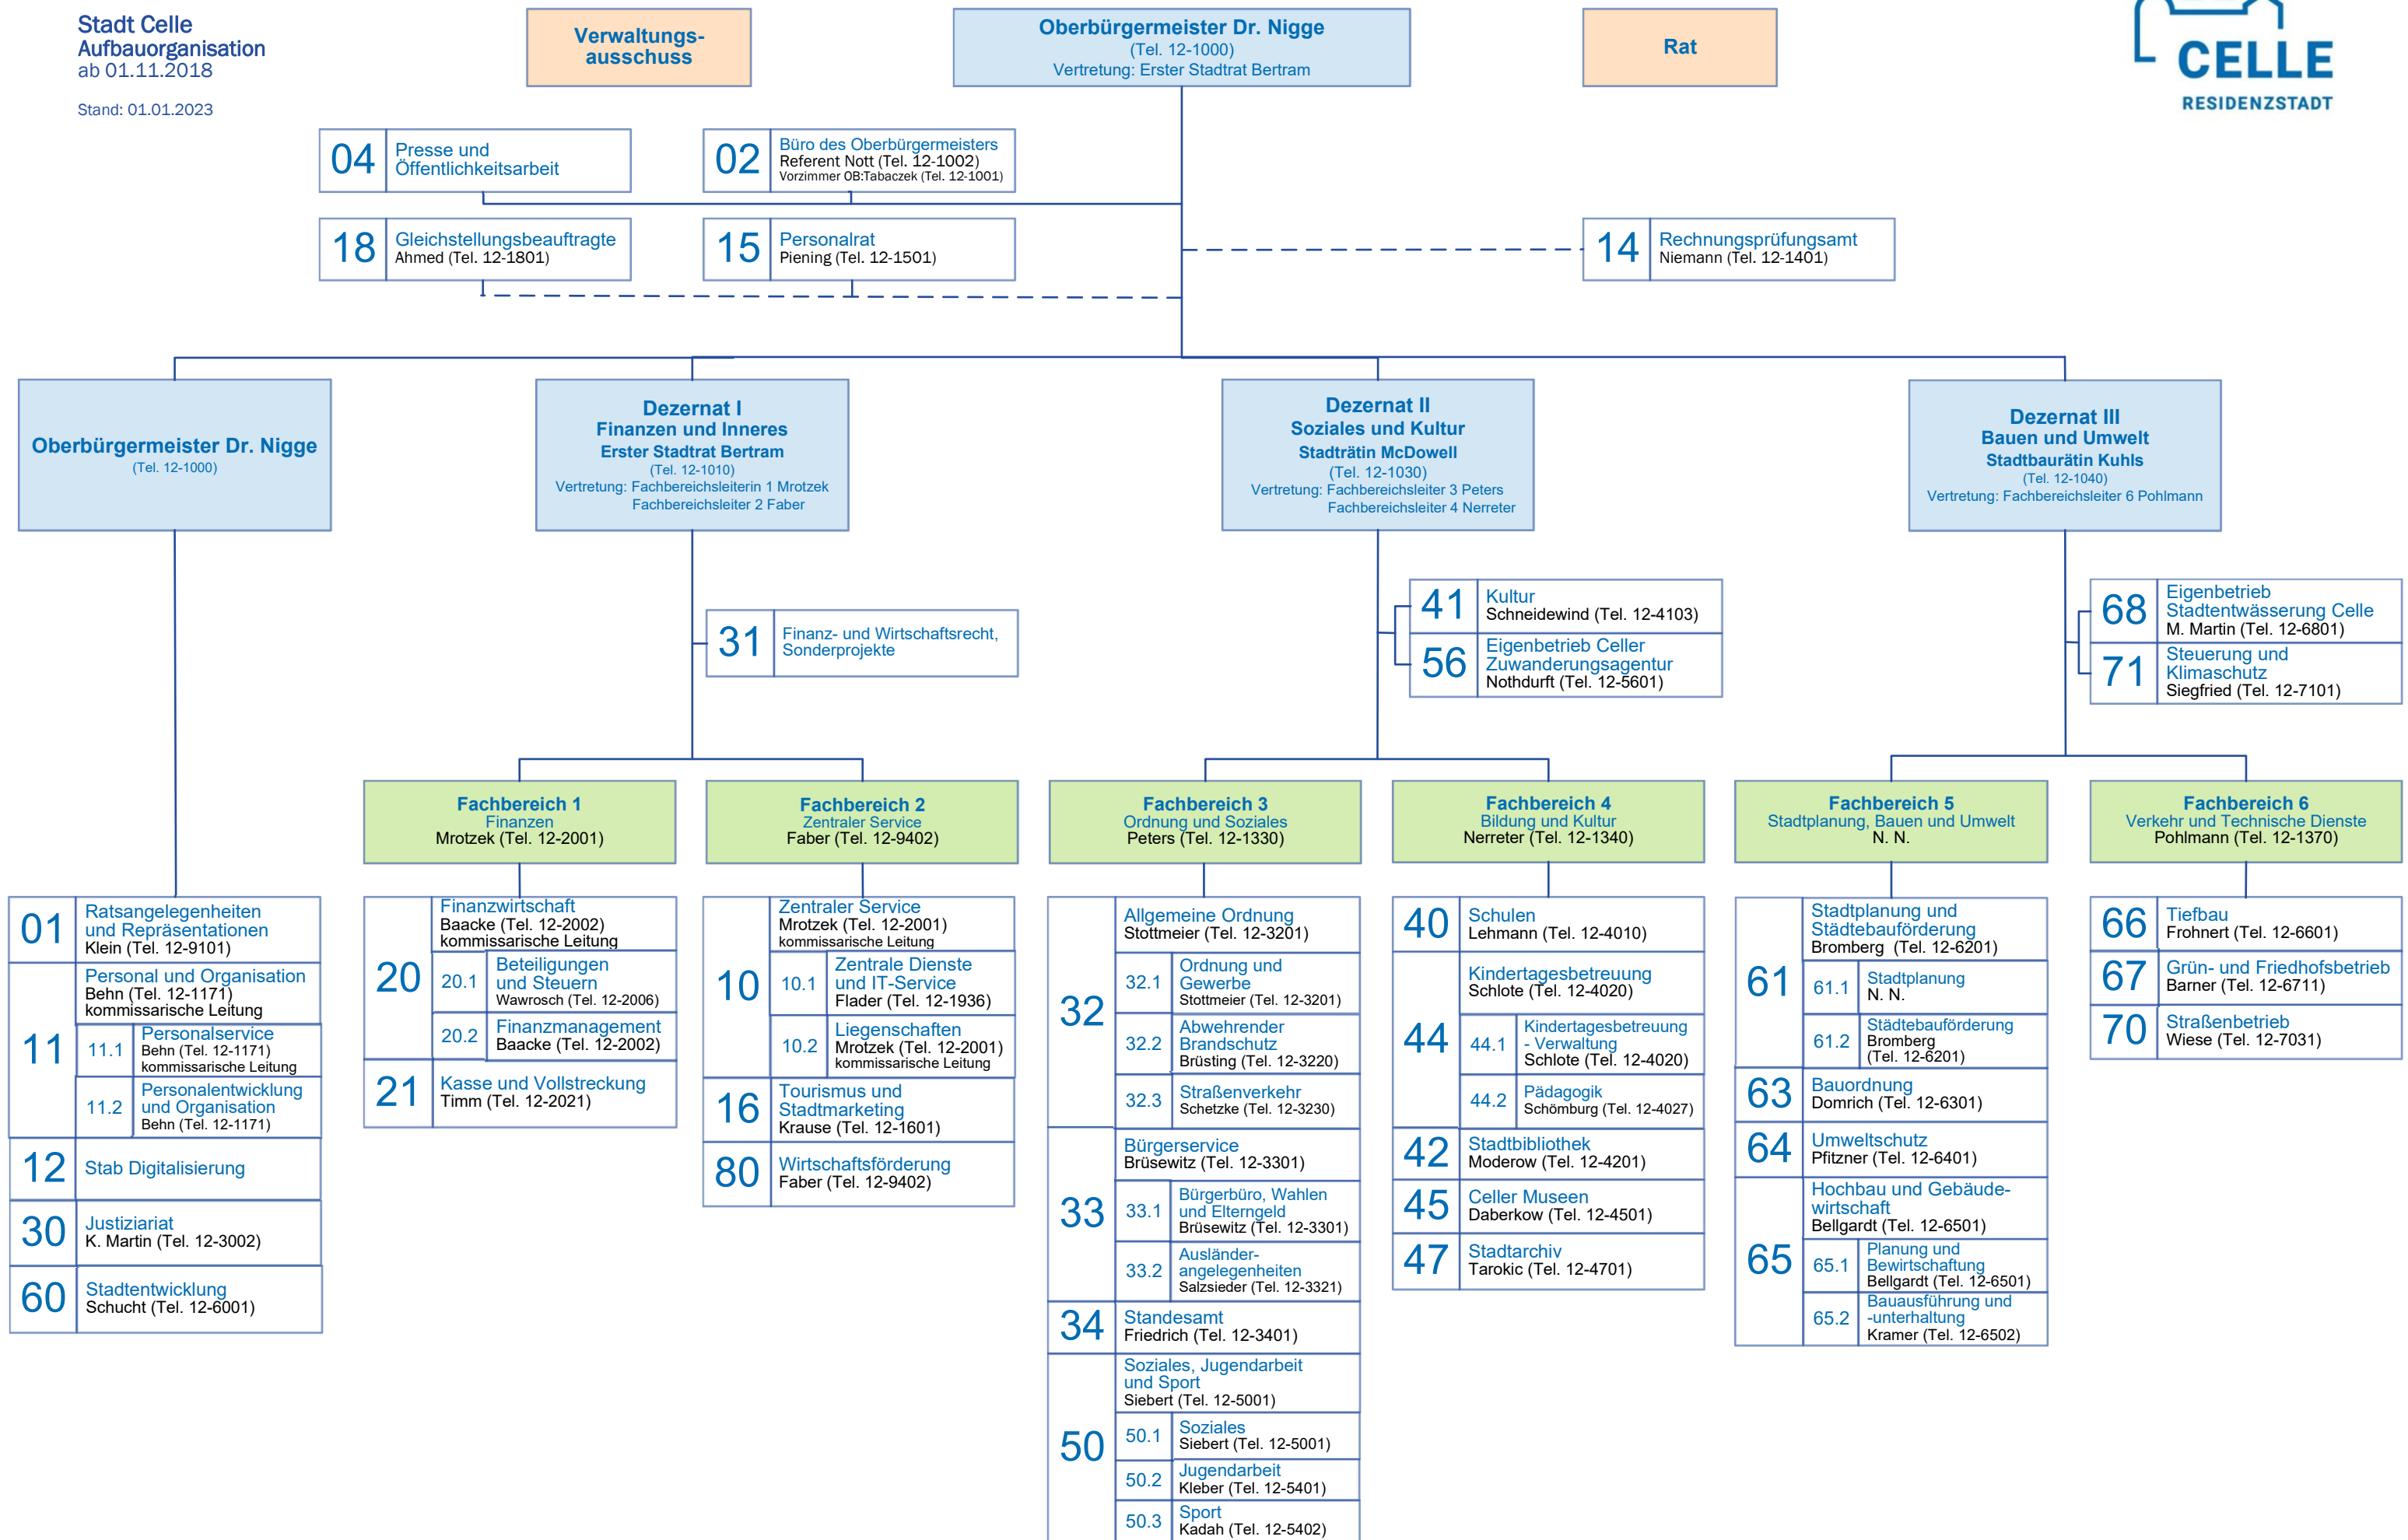 Stadt Celle
Aufbauorganisation
ab 01.11.2018
Stand: 01.01.2023
Verwaltungs-
ausschuss
Oberbürgermeister Dr. Nigge
(Tel. 12-1000)
Vertretung: Erster Stadtrat Bertram
Rat
CELLE
RESIDENZSTADT
04
Presse und
Öffentlichkeitsarbeit
02
Büro des Oberbürgermeisters
Referent Nott (Tel. 12-1002)
Vorzimmer OB:Tabaczek (Tel. 12-1001)
18
Gleichstellungsbeauftragte
Ahmed (Tel. 12-1801)
15
Personalrat
Piening (Tel. 12-1501)
14
Rechnungsprüfungsamt
Niemann (Tel. 12-1401)
Oberbürgermeister Dr. Nigge
(Tel. 12-1000)
Dezernat I
Finanzen und Inneres
Erster Stadtrat Bertram
(Tel. 12-1010)
Vertretung: Fachbereichsleiterin 1 Mrotzek
Fachbereichsleiter 2 Faber
Dezernat II
Soziales und Kultur
Stadträtin McDowell
(Tel. 12-1030)
Vertretung: Fachbereichsleiter 3 Peters
Fachbereichsleiter 4 Nerreter
Dezernat III
Bauen und Umwelt
Stadtbaurätin Kuhls
(Tel. 12-1040)
Vertretung: Fachbereichsleiter 6 Pohlmann
31
Finanz- und Wirtschaftsrecht,
Sonderprojekte
41
Kultur
Schneidewind (Tel. 12-4103)
56
Eigenbetrieb Celler
Zuwanderungsagentur
Nothdurft (Tel. 12-5601)
68
Eigenbetrieb
Stadtentwässerung Celle
M. Martin (Tel. 12-6801)
71
Steuerung und
Klimaschutz
Siegfried (Tel. 12-7101)
Fachbereich 1
Finanzen
Mrotzek (Tel. 12-2001)
Fachbereich 2
Zentraler Service
Faber (Tel. 12-9402)
Fachbereich 3
Ordnung und Soziales
Peters (Tel. 12-1330)
Fachbereich 4
Bildung und Kultur
Nerreter (Tel. 12-1340)
Fachbereich 5
Stadtplanung, Bauen und Umwelt
N. N.
Fachbereich 6
Verkehr und Technische Dienste
Pohlmann (Tel. 12-1370)
01
Ratsangelegenheiten
und Repräsentationen
Klein (Tel. 12-9101)
11
Personal und Organisation
Behn (Tel. 12-1171)
kommissarische Leitung
11.1
Personalservice
Behn (Tel. 12-1171)
kommissarische Leitung
11.2
Personalentwicklung
und Organisation
Behn (Tel. 12-1171)
12
Stab Digitalisierung
30
Justiziariat
K. Martin (Tel. 12-3002)
60
Stadtentwicklung
Schucht (Tel. 12-6001)
20
Finanzwirtschaft
Baacke (Tel. 12-2002)
kommissarische Leitung
20.1
Beteiligungen
und Steuern
Wawrosch (Tel. 12-2006)
20.2
Finanzmanagement
Baacke (Tel. 12-2002)
21
Kasse und Vollstreckung
Timm (Tel. 12-2021)
10
Zentraler Service
Mrotzek (Tel. 12-2001)
kommissarische Leitung
10.1
Zentrale Dienste
und IT-Service
Flader (Tel. 12-1936)
10.2
Liegenschaften
Mrotzek (Tel. 12-2001)
kommissarische Leitung
16
Tourismus und
Stadtmarketing
Krause (Tel. 12-1601)
80
Wirtschaftsförderung
Faber (Tel. 12-9402)
32
Allgemeine Ordnung
Stottmeier (Tel. 12-3201)
32.1
Ordnung und
Gewerbe
Stottmeier (Tel. 12-3201)
32.2
Abwehrender
Brandschutz
Brüsting (Tel. 12-3220)
32.3
Straßenverkehr
Schetzke (Tel. 12-3230)
33
Bürgerservice
Brüsewitz (Tel. 12-3301)
33.1
Bürgerbüro, Wahlen
und Elterngeld
Brüsewitz (Tel. 12-3301)
33.2
Ausländer-
angelegenheiten
Salzsieder (Tel. 12-3321)
34
Standesamt
Friedrich (Tel. 12-3401)
50
Soziales, Jugendarbeit
und Sport
Siebert (Tel. 12-5001)
50.1
Soziales
Siebert (Tel. 12-5001)
50.2
Jugendarbeit
Kleber (Tel. 12-5401)
50.3
Sport
Kadah (Tel. 12-5402)
40
Schulen
Lehmann (Tel. 12-4010)
44
Kindertagesbetreuung
Schlote (Tel. 12-4020)
44.1
Kindertagesbetreuung
- Verwaltung
Schlote (Tel. 12-4020)
44.2
Pädagogik
Schömburg (Tel. 12-4027)
42
Stadtbibliothek
Moderow (Tel. 12-4201)
45
Celler Museen
Daberkow (Tel. 12-4501)
47
Stadtarchiv
Tarokic (Tel. 12-4701)
61
Stadtplanung und
Städtebauförderung
Bromberg (Tel. 12-6201)
61.1
Stadtplanung
N. N.
61.2
Städtebauförderung
Bromberg
(Tel. 12-6201)
63
Bauordnung
Domrich (Tel. 12-6301)
64
Umweltschutz
Pfitzner (Tel. 12-6401)
65
Hochbau und Gebäude-
wirtschaft
Bellgardt (Tel. 12-6501)
65.1
Planung und
Bewirtschaftung
Bellgardt (Tel. 12-6501)
65.2
Bauausführung und
-unterhaltung
Kramer (Tel. 12-6502)
66
Tiefbau
Frohnert (Tel. 12-6601)
67
Grün- und Friedhofsbetrieb
Barner (Tel. 12-6711)
70
Straßenbetrieb
Wiese (Tel. 12-7031)